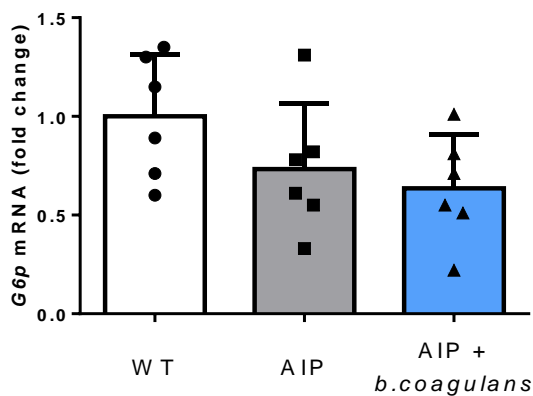 G6p mRNA (fold change)
1.5
1.0
0.5
0.0
WT
AIP
AIP +
b.coagulans